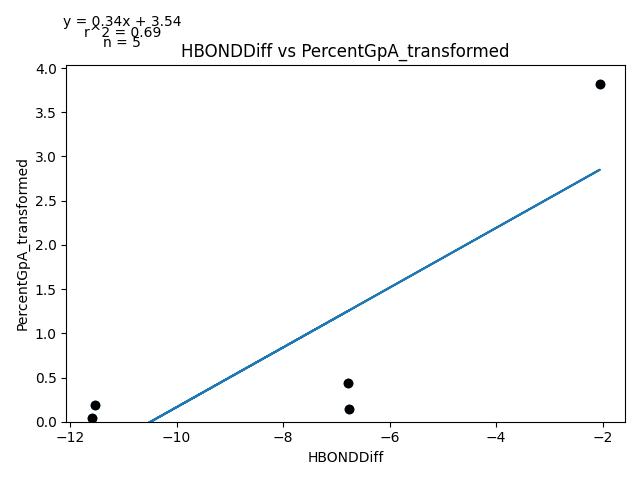 y = 0.34x + 3.54
r^2 = 0.69
n = 5
HBONDDiff vs PercentGpA_transformed
4.0
3.5
3.0
2.5
2.0
1.5
1.0
0.5
0.0
PercentGpA_transformed
−12
−10
−8
−6
−4
−2
HBONDDiff